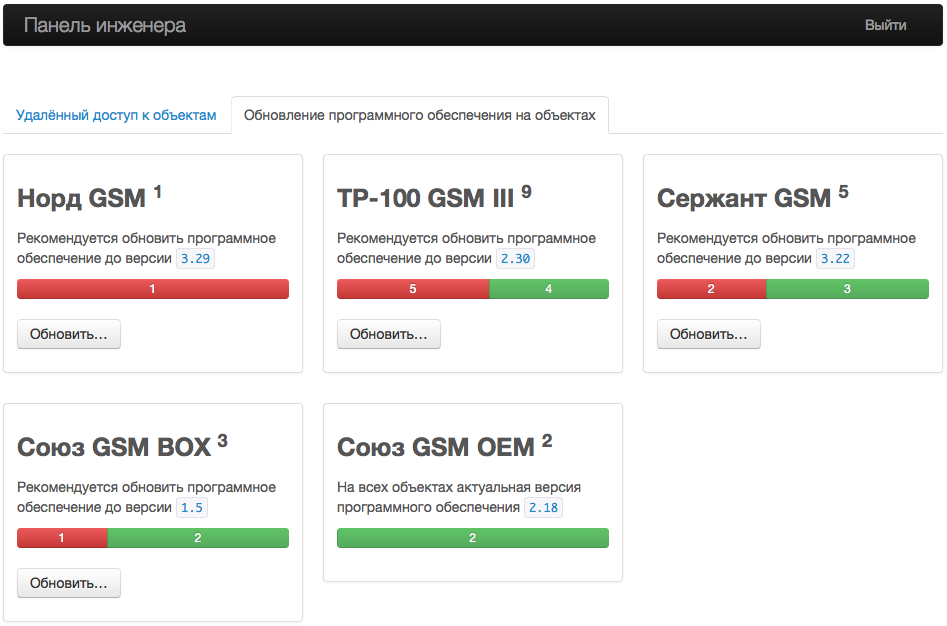 Панель инженера
Выйти
Удалённый доступ к объектам
Обновление программного обеспечения на объектах
Норд GSM 1
Рекомендуется обновить программное
обеспечение до версии 3.29
1
Обновить...
ТР-100 GSM III 9
Рекомендуется обновить программное
обеспечение до версии 2.30
5 4
Обновить...
Сержант GSM 5
Рекомендуется обновить программное
обеспечение до версии 3.22
2 3
Обновить...
Союз GSM BOX 3
Рекомендуется обновить программное
обеспечение до версии 1.5
1 2
Обновить...
Союз GSM OEM 2
На всех объектах актуальная версия
программного обеспечения 2.18
2